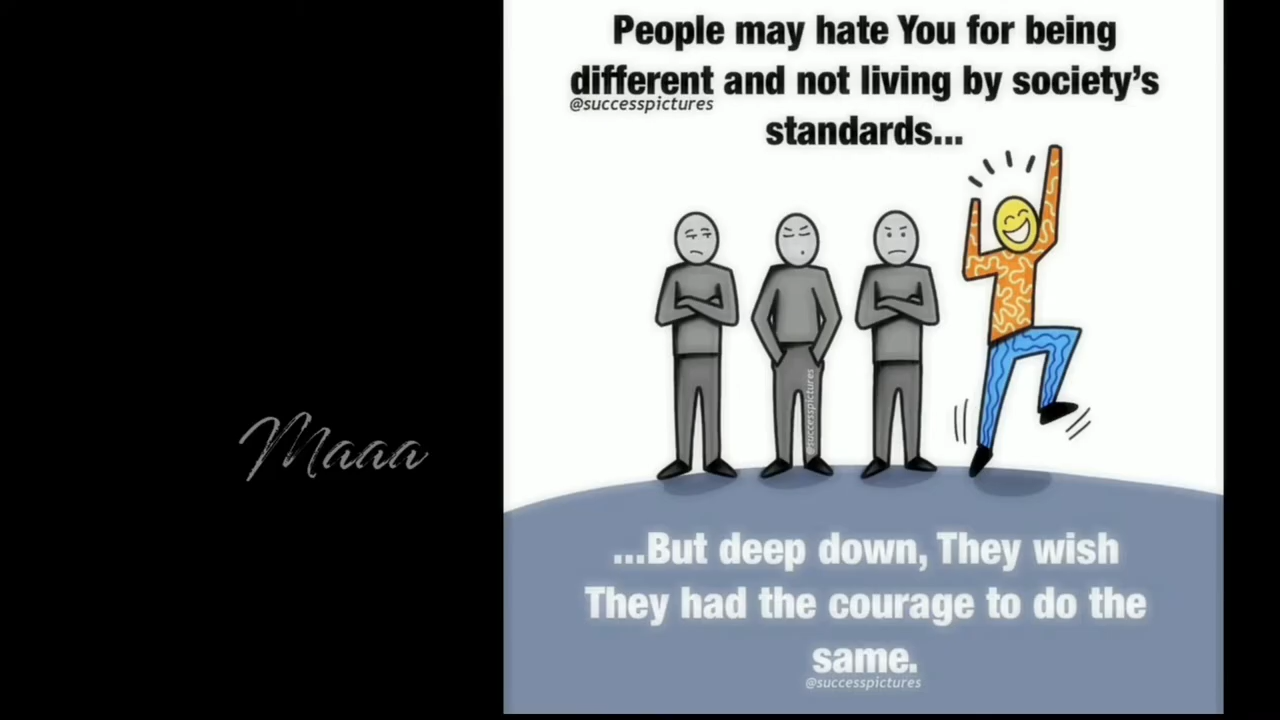 People may hate You for being
different and not living by society's
@successpictures
standards...
@successpictures
Maaa
...But deep down, They wish
They had the courage to do the
same.
@successpictures